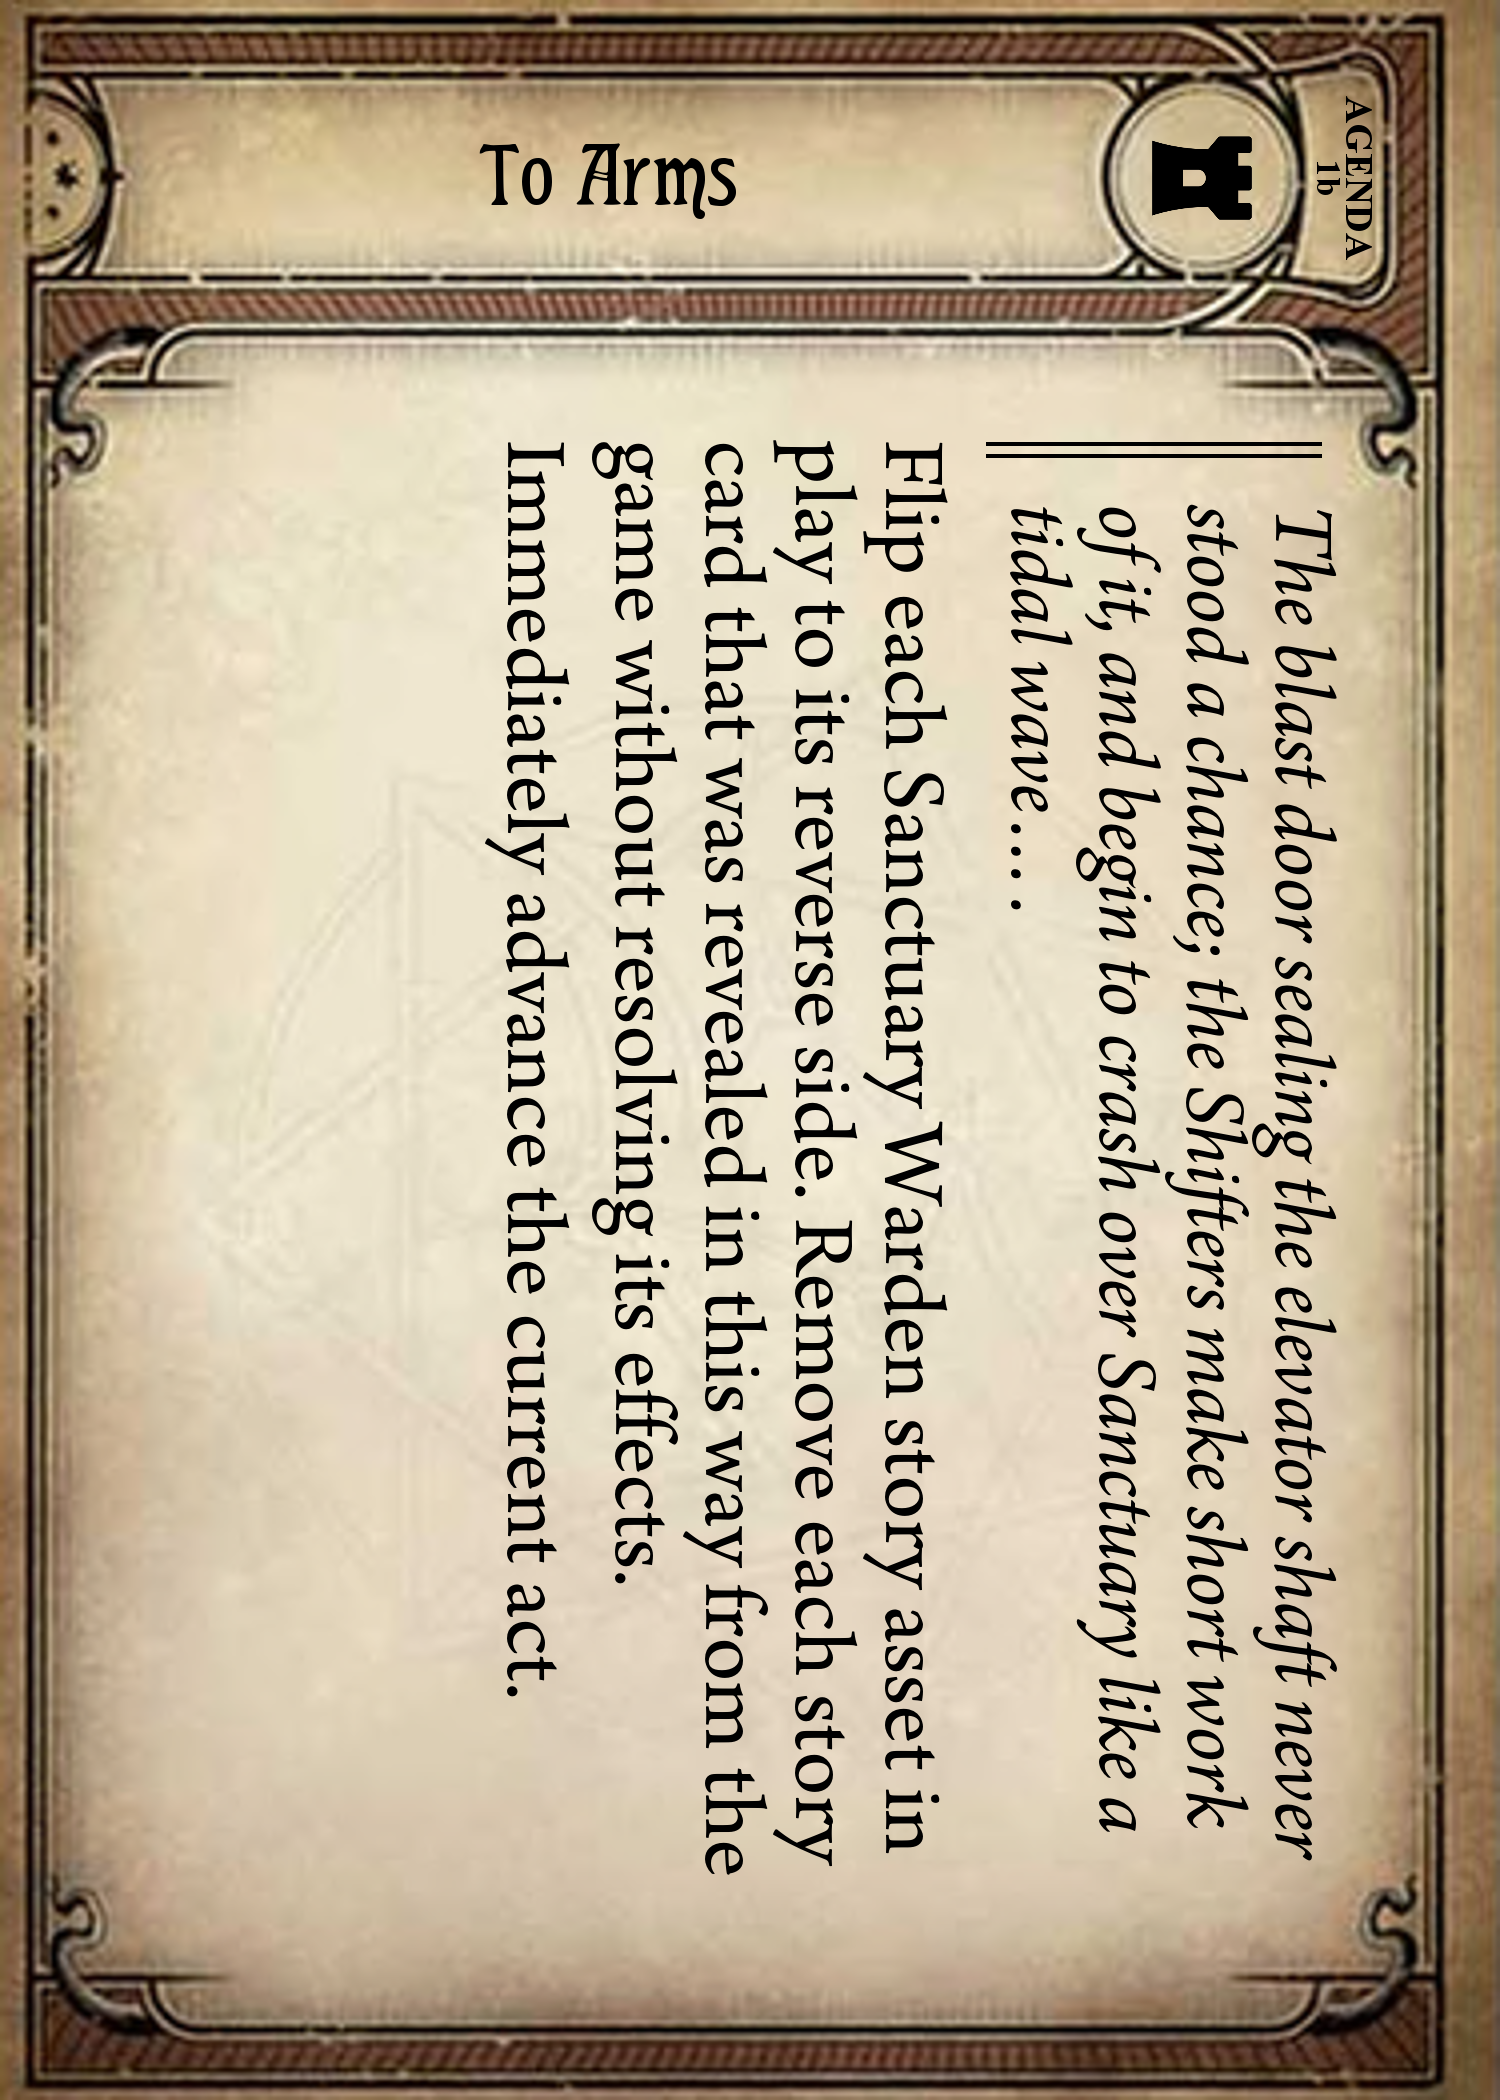 AGENDA
1b
To Arms
The blast door sealing the elevator shaft never
stood a chance; the Shifters make short work
of it, and begin to crash over Sanctuary like a
tidal wave....
Flip each Sanctuary Warden story asset in
play to its reverse side. Remove each story
card that was revealed in this way from the
game without resolving its effects.
Immediately advance the current act.